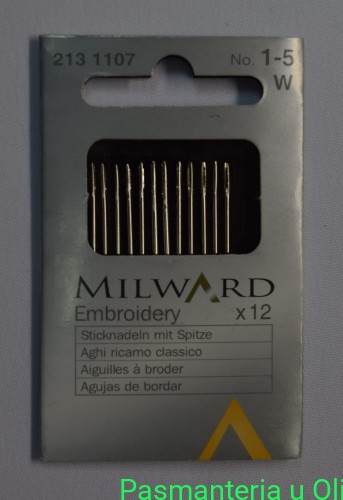 213 1107 No. 1-5
W
MILWARD
Embroidery x12
Sticknadeln mit Spitze
Aghi ricamo classico
Aiguilles à broder
Agujas de bordar
Pasmanteria u Oli